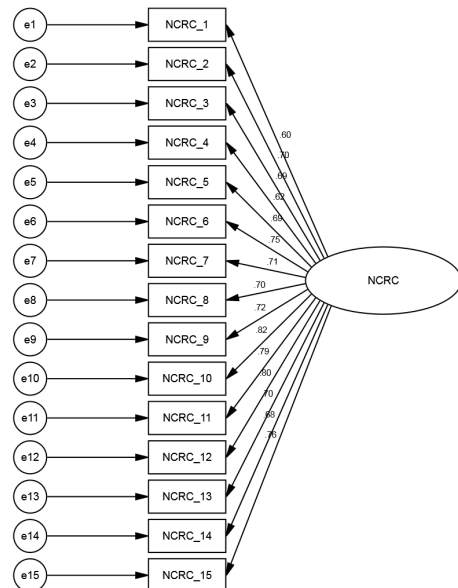 e1
NCRC_1
e2
NCRC_2
e3
NCRC_3
e4
NCRC_4
e5
NCRC_5
e6
NCRC_6
e7
NCRC_7
e8
NCRC_8
e9
NCRC_9
e10
NCRC_10
e11
NCRC_11
e12
NCRC_12
e13
NCRC_13
e14
NCRC_14
e15
NCRC_15
.60
.70
.69
.62
.69
.75
.71
.70
.72
.82
.79
.80
.70
.68
.76
NCRC